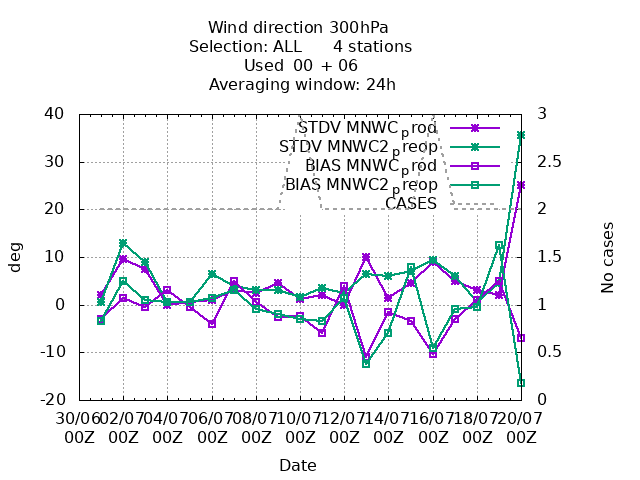 Wind direction 300hPa
Selection: ALL 4 stations
Used 00 + 06
Averaging window: 24h
40 3
STDV MNWC_prod
STDV MNWC2_preop
30 2.5
BIAS MNWC_prod
BIAS MNWC2_preop
CASES
20 2
10 1.5
0 1
-10 0.5
-20 0
deg
No cases
30/06 02/07 04/07 06/07 08/07 10/07 12/07 14/07 16/07 18/07 20/07
00Z 00Z 00Z 00Z 00Z 00Z 00Z 00Z 00Z 00Z 00Z
Date